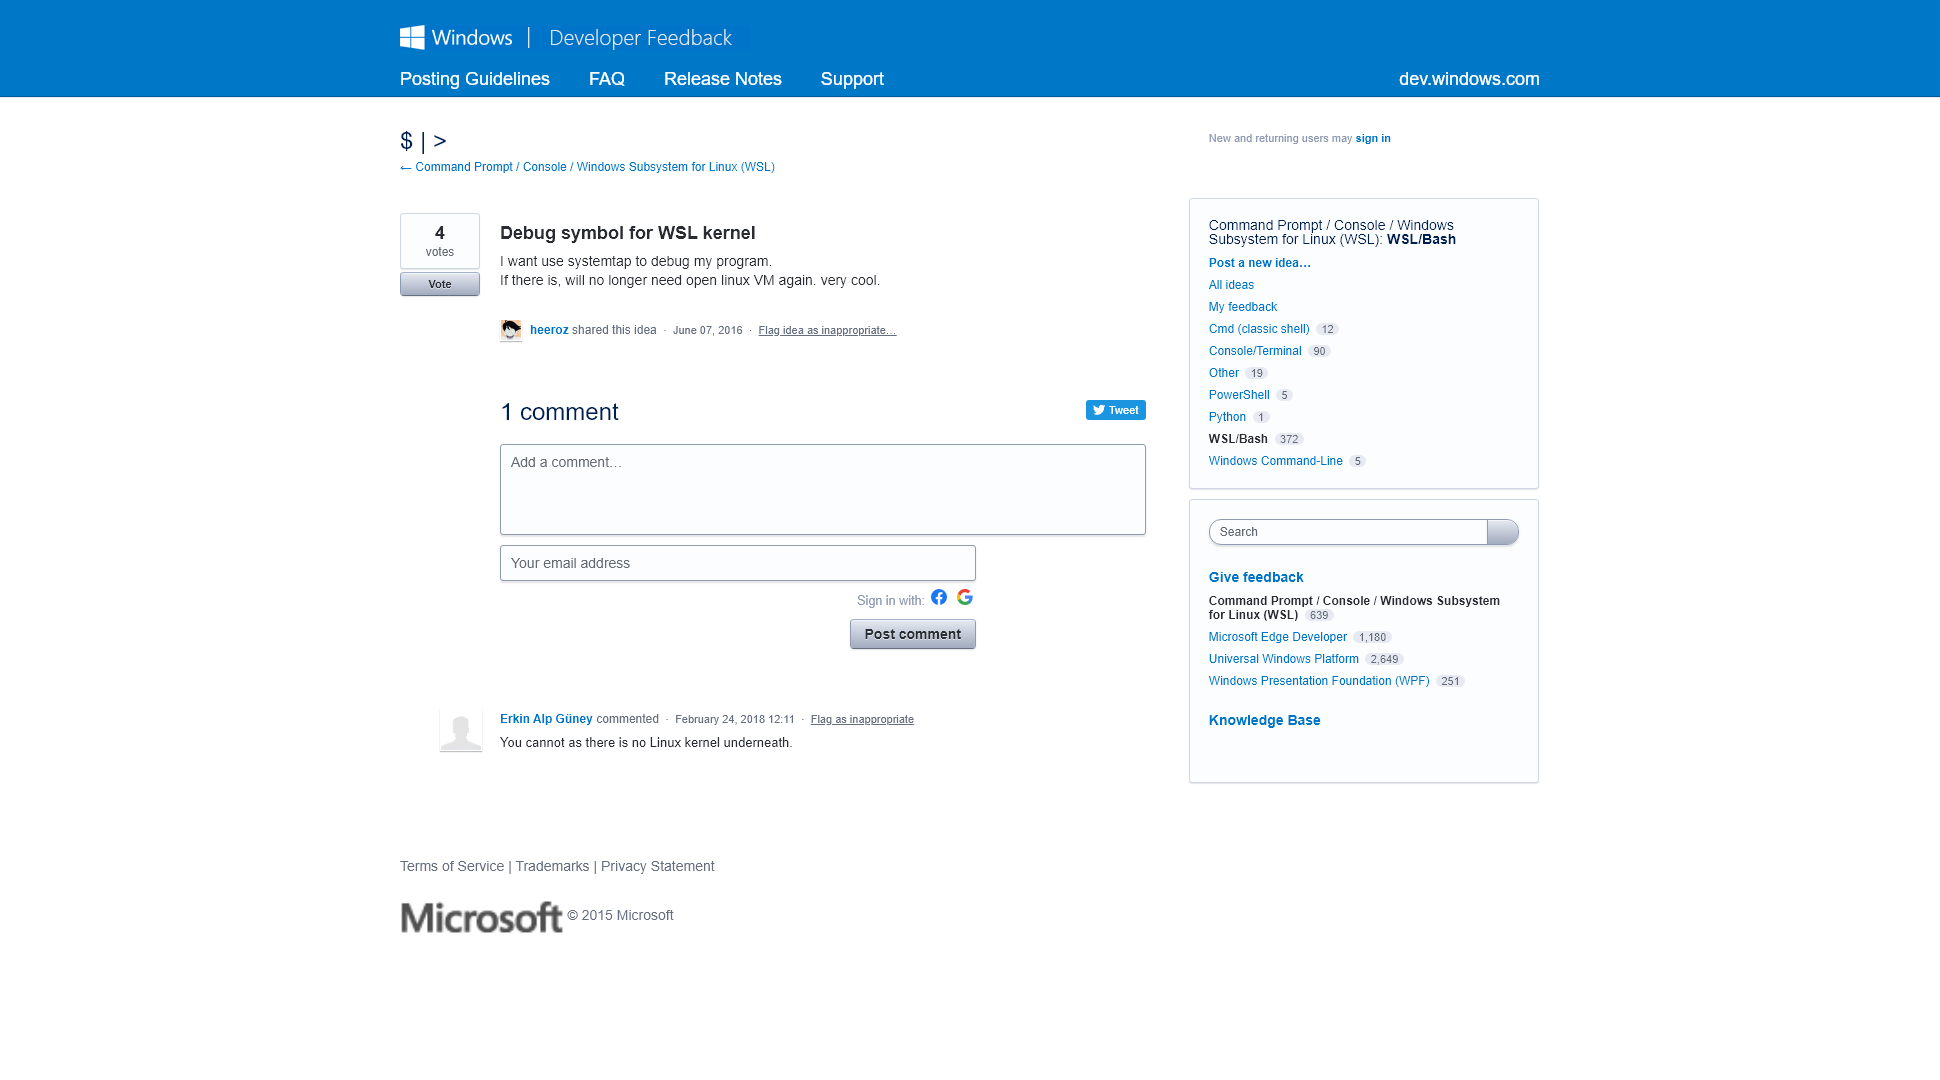 Windows | Developer Feedback
Posting Guidelines FAQ Release Notes Support dev.windows.com
$ | >
← Command Prompt / Console / Windows Subsystem for Linux (WSL)
New and returning users may sign in
4
votes
Vote
Debug symbol for WSL kernel
I want use systemtap to debug my program.
If there is, will no longer need open linux VM again. very cool.
heeroz shared this idea · June 07, 2016 · Flag idea as inappropriate…
1 comment
Tweet
Add a comment…
Your email address
Sign in with:
Post comment
Erkin Alp Güney commented · February 24, 2018 12:11 · Flag as inappropriate
You cannot as there is no Linux kernel underneath.
Command Prompt / Console / Windows
Subsystem for Linux (WSL): WSL/Bash
Post a new idea…
All ideas
My feedback
Cmd (classic shell) 12
Console/Terminal 90
Other 19
PowerShell 5
Python 1
WSL/Bash 372
Windows Command-Line 5
Search
Give feedback
Command Prompt / Console / Windows Subsystem
for Linux (WSL) 639
Microsoft Edge Developer 1,180
Universal Windows Platform 2,649
Windows Presentation Foundation (WPF) 251
Knowledge Base
Terms of Service | Trademarks | Privacy Statement
Microsoft © 2015 Microsoft